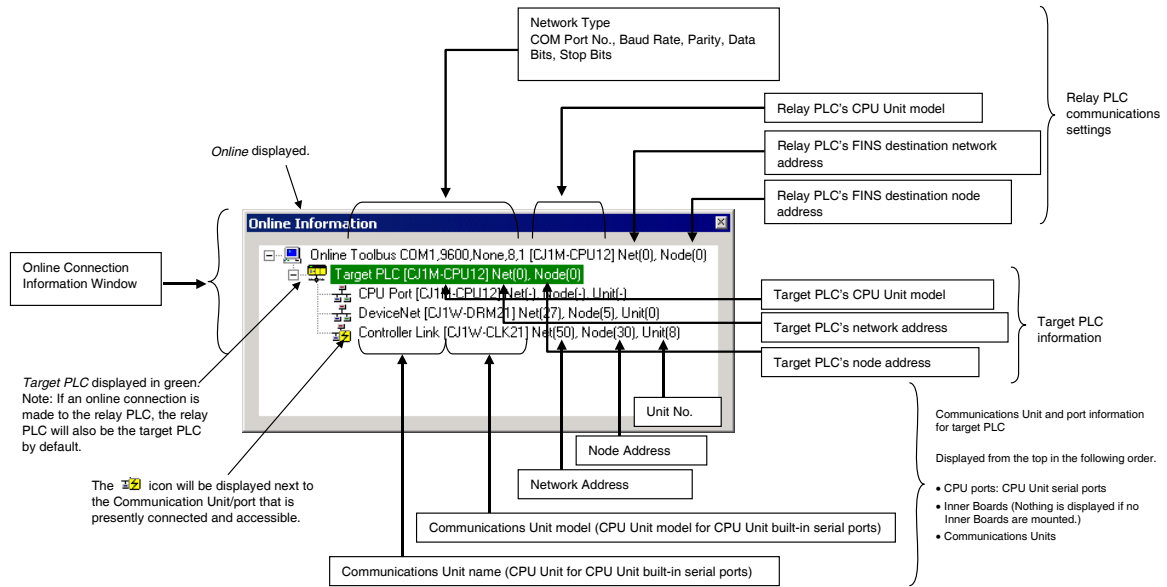 Network Type
COM Port No., Baud Rate, Parity, Data
Bits, Stop Bits
Relay PLC's CPU Unit model
Relay PLC's FINS destination network
address
Relay PLC's FINS destination node
address
Relay PLC
communications
settings
Online displayed.
Online Connection
Information Window
Online Information
Online Toolbus COM1,9600,None,8,1 [CJ1M-CPU12] Net(0), Node(0)
Target PLC [CJ1M-CPU12] Net(0), Node(0)
CPU Port [CJ1M-CPU12] Net(-), Node(-), Unit(-)
DeviceNet [CJ1W-DRM21] Net(27), Node(5), Unit(0)
Controller Link [CJ1W-CLK21] Net(50), Node(30), Unit(8)
Target PLC's CPU Unit model
Target PLC's network address
Target PLC's node address
Target PLC
information
Target PLC displayed in green.
Note: If an online connection is
made to the relay PLC, the relay
PLC will also be the target PLC
by default.
The icon will be displayed next to
the Communication Unit/port that is
presently connected and accessible.
Unit No.
Node Address
Network Address
Communications Unit model (CPU Unit model for CPU Unit built-in serial ports)
Communications Unit name (CPU Unit for CPU Unit built-in serial ports)
Communications Unit and port information
for target PLC
Displayed from the top in the following order.
• CPU ports: CPU Unit serial ports
• Inner Boards (Nothing is displayed if no
Inner Boards are mounted.)
• Communications Units